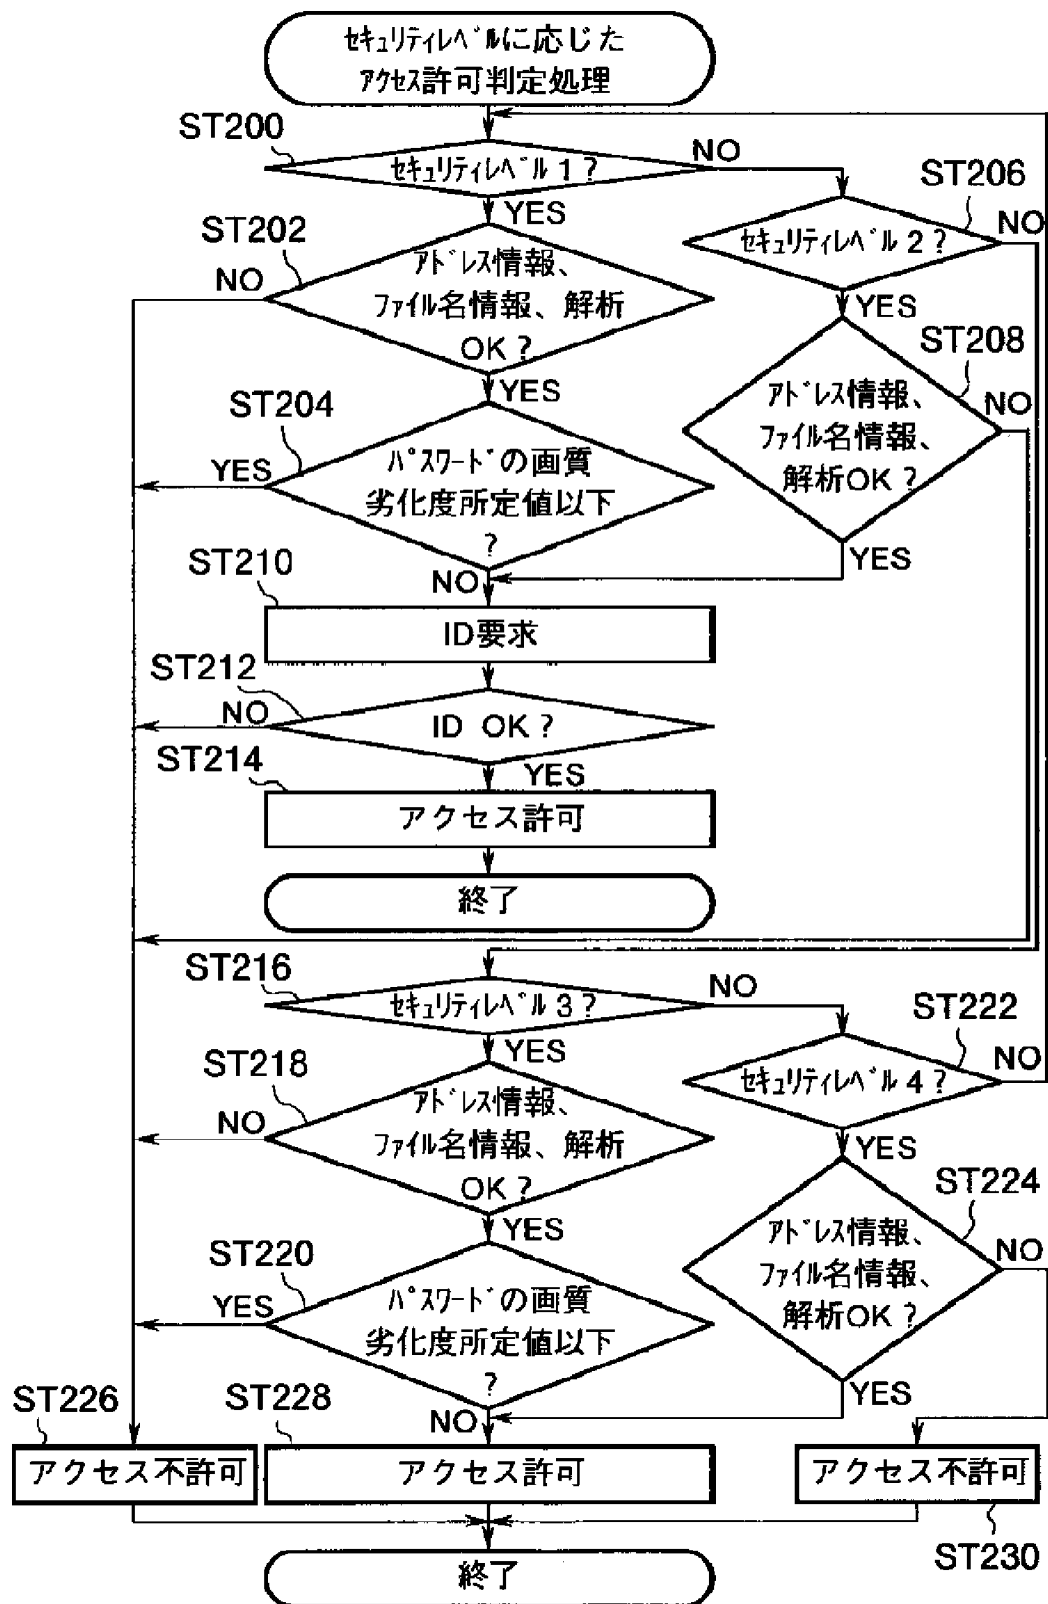 セキュリティレベルに応じた
アクセス許可判定処理
ST200
セキュリティレベル 1 ?
NO
YES
ST206
セキュリティレベル 2 ?
NO
YES
ST202
アドレス情報、
ファイル名情報、解析
OK ?
NO
YES
ST208
アドレス情報、
ファイル名情報、
解析OK ?
NO
YES
ST204
パスワードの画質
劣化度所定値以下
?
YES
NO
ST210
ID要求
ST212
ID OK ?
NO
YES
ST214
アクセス許可
終了
ST216
セキュリティレベル 3 ?
NO
YES
ST222
セキュリティレベル 4 ?
NO
YES
ST218
アドレス情報、
ファイル名情報、解析
OK ?
NO
YES
ST224
アドレス情報、
ファイル名情報、
解析OK ?
NO
YES
ST220
パスワードの画質
劣化度所定値以下
?
YES
NO
ST226
アクセス不許可
ST228
アクセス許可
アクセス不許可
ST230
終了